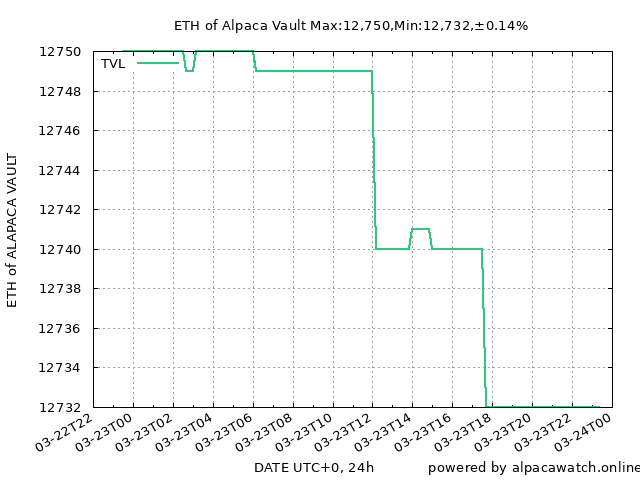 ETH of Alpaca Vault Max:12,750,Min:12,732,±0.14%
TVL
12750
12748
12746
12744
12742
12740
12738
12736
12734
12732
ETH of ALAPACA VAULT
03-22T22
03-23T00
03-23T02
03-23T04
03-23T06
03-23T08
03-23T10
03-23T12
03-23T14
03-23T16
03-23T18
03-23T20
03-23T22
03-24T00
DATE UTC+0, 24h
powered by alpacawatch.online